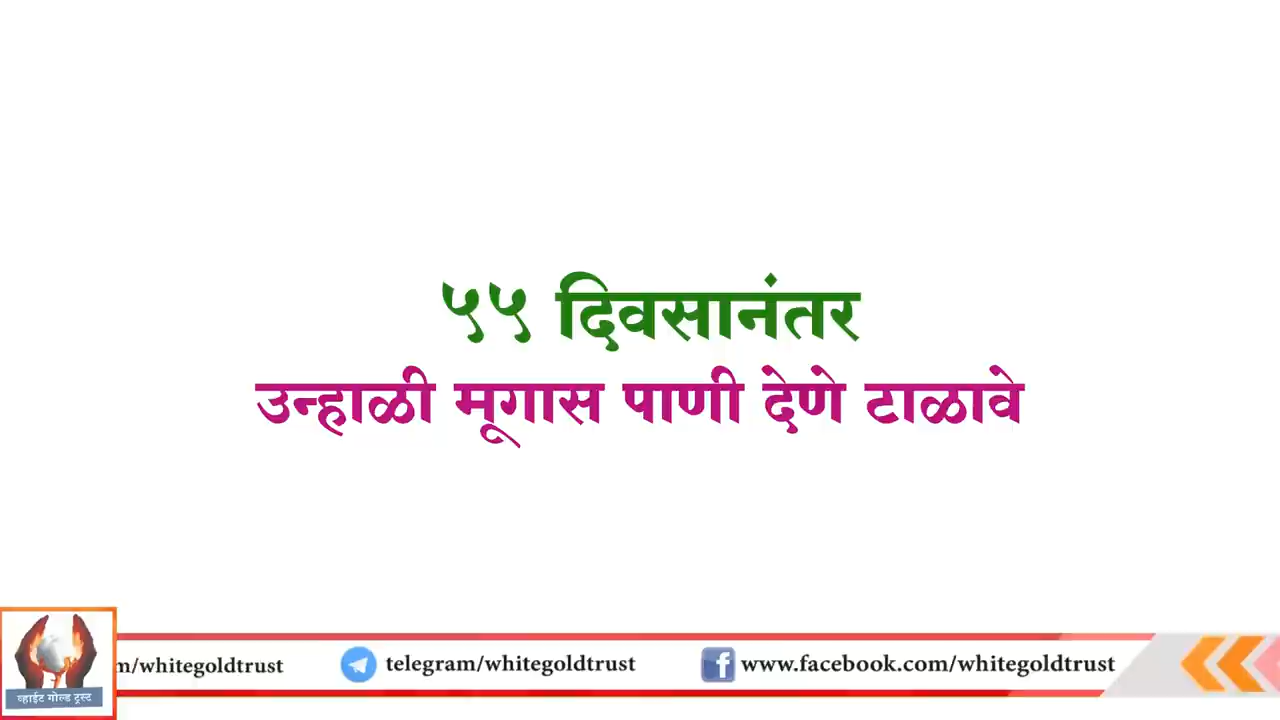 ५५ दिवसानंतर
उन्हाळी मूगास पाणी देणे टाळावे
व्हाईट गोल्ड ट्रस्ट
m/whitegoldtrust telegram/whitegoldtrust www.facebook.com/whitegoldtrust